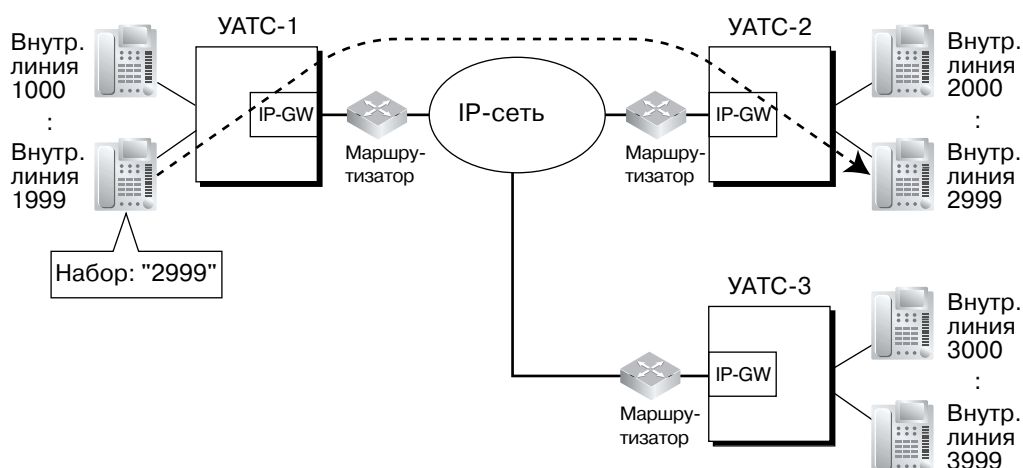 УАТС-1
Внутр.
линия
1000
:
Внутр.
линия
1999
IP-GW
Маршру-
тизатор
Набор: "2999"
IP-сеть
УАТС-2
IP-GW
Маршру-
тизатор
Внутр.
линия
2000
:
Внутр.
линия
2999
УАТС-3
IP-GW
Маршру-
тизатор
Внутр.
линия
3000
:
Внутр.
линия
3999